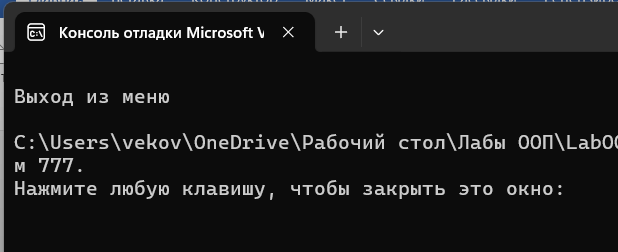 Консоль отладки Microsoft V
Выход из меню
C:\Users\vekov\OneDrive\Рабочий стол\Лабы ООП\LabOO
м 777.
Нажмите любую клавишу, чтобы закрыть это окно: